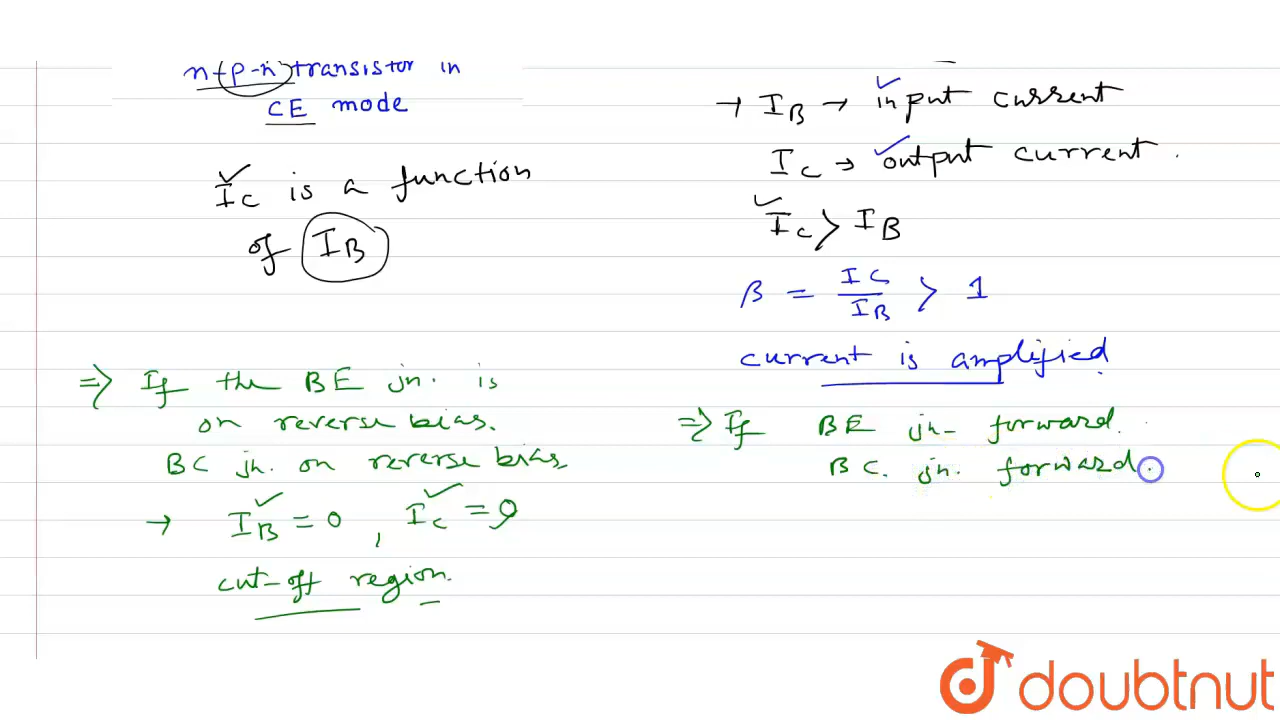 n-p-n transistor in
CE mode
IC is a function
of IB
⇒ If the BE jn. is
on reverse bias.
BC jn. on reverse bias
→ IB = 0, IC = 0
cut-off region.
→ IB → input current
IC → output current.
IC > IB
β = IC/IB > 1
current is amplified
⇒ If BE jn- forward.
BC. jn. forward.
doubtnut